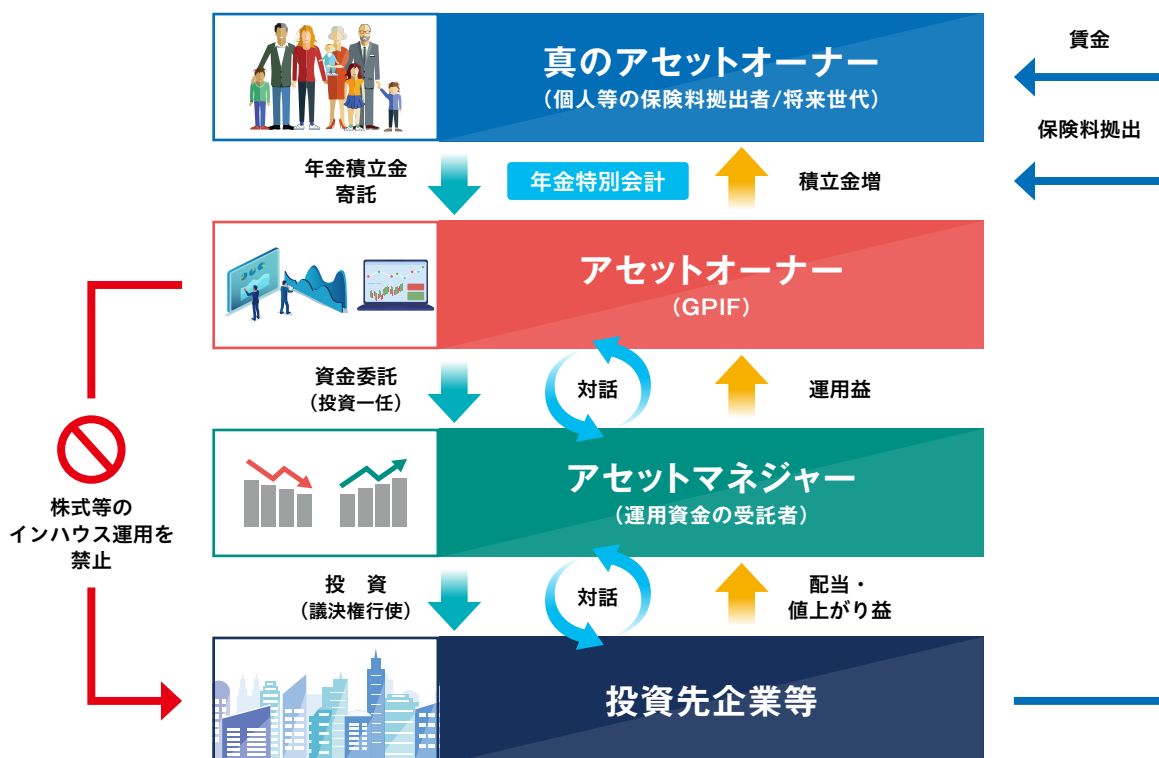 真のアセットオーナー
(個人等の保険料拠出者/将来世代)
賃金
保険料拠出
年金積立金
寄託
年金特別会計
積立金増
アセットオーナー
(GPIF)
資金委託
(投資一任)
対話
運用益
アセットマネジャー
(運用資金の受託者)
株式等の
インハウス運用を
禁止
投 資
(議決権行使)
対話
配当・
値上がり益
投資先企業等